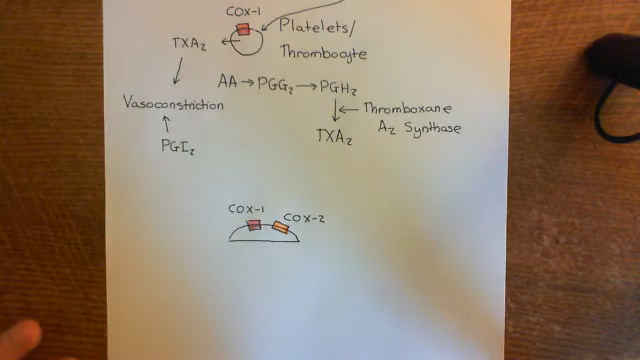 COX-1
Platelets/
Thrombocyte
TXA₂
AA → PGG₂ → PGH₂
Vasoconstriction
Thromboxane
A₂ Synthase
TXA₂
PGI₂
COX-1
COX-2